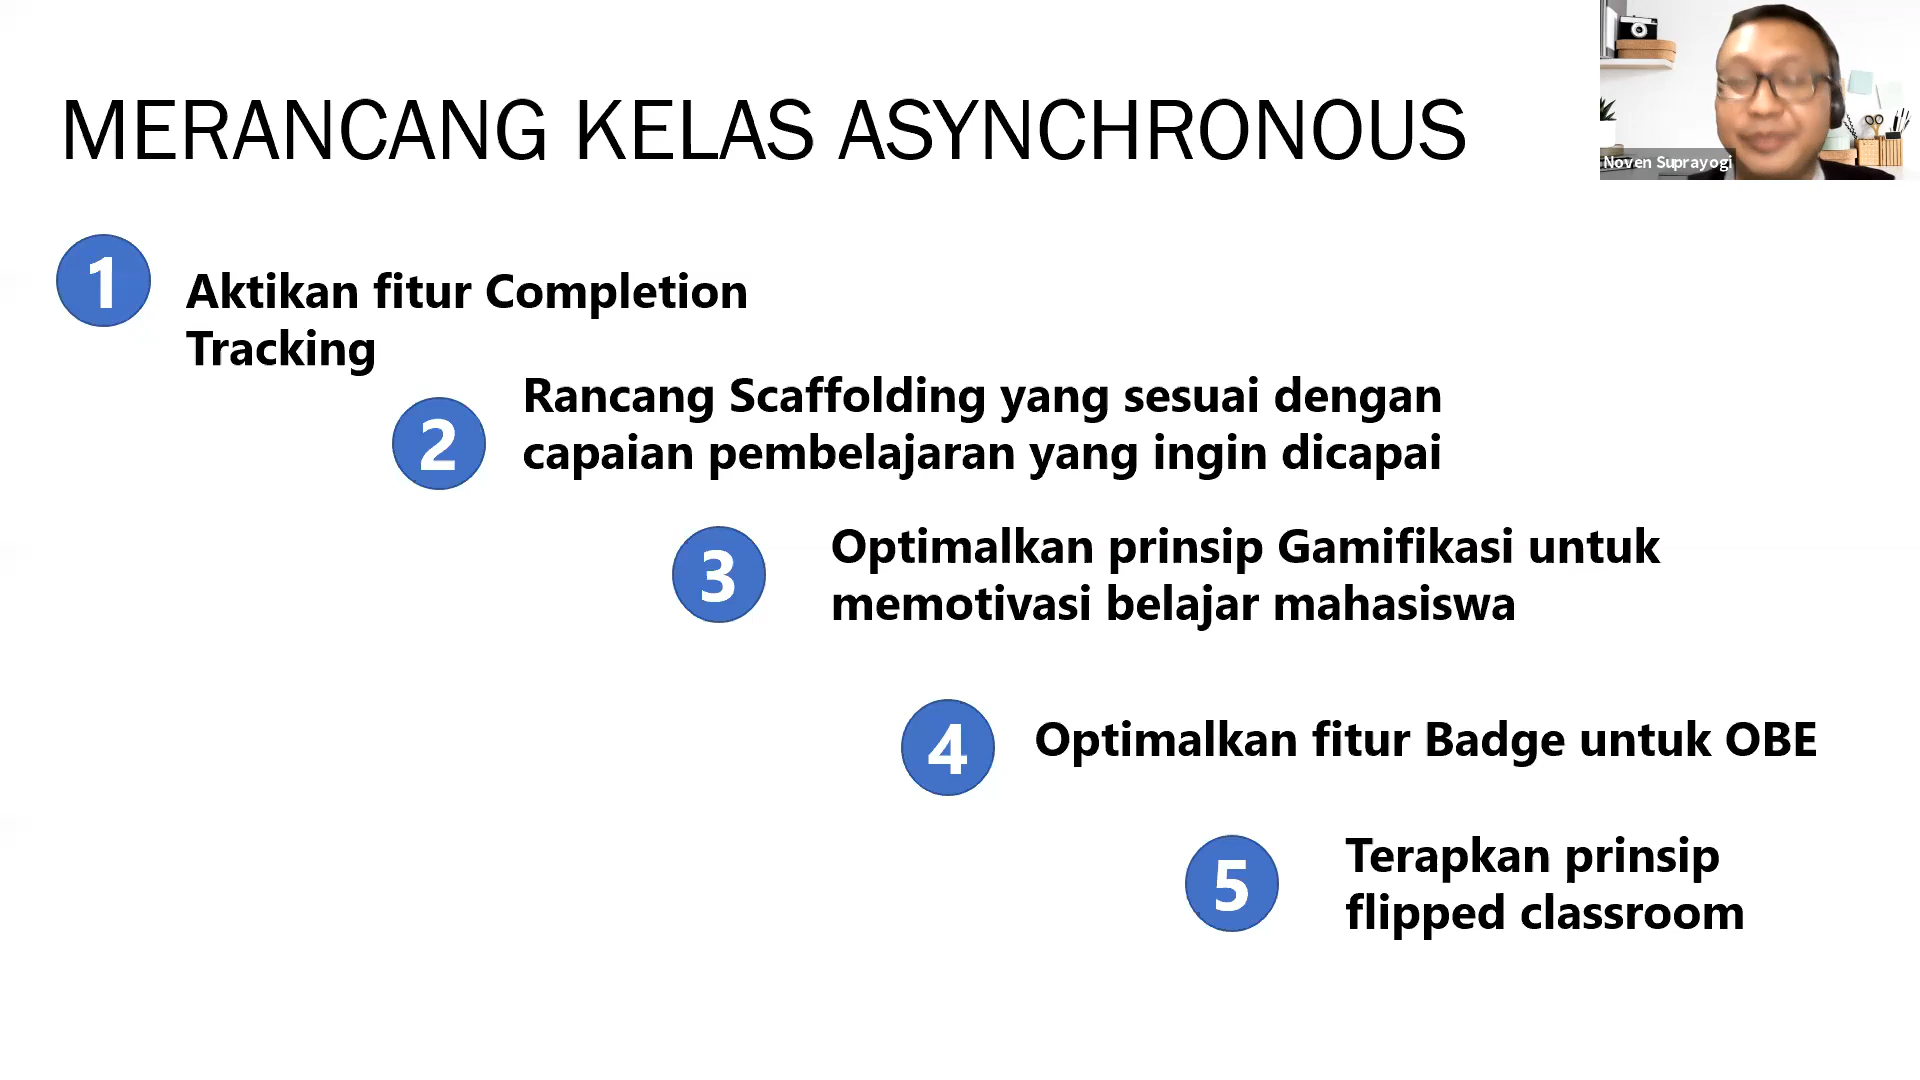 MERANCANG KELAS ASYNCHRONOUS
Noven Suprayogi
1
Aktikan fitur Completion
Tracking
2
Rancang Scaffolding yang sesuai dengan
capaian pembelajaran yang ingin dicapai
3
Optimalkan prinsip Gamifikasi untuk
memotivasi belajar mahasiswa
4
Optimalkan fitur Badge untuk OBE
5
Terapkan prinsip
flipped classroom